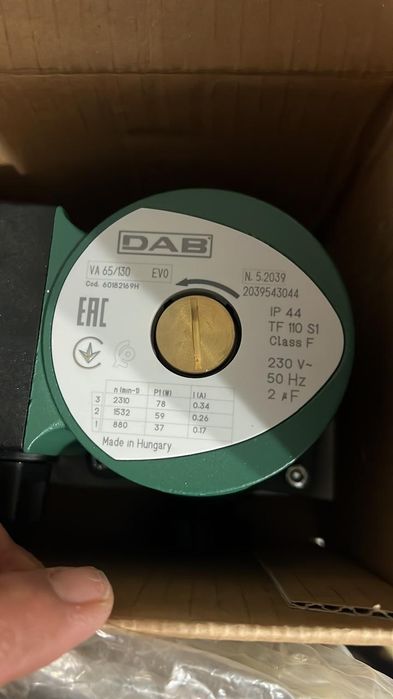 DAB
VA 65/130 EVO
Cod. 60182169H
N. 5.2039
2039543044
EAC
IP 44
TF 110 S1
Class F
230 V~
50 Hz
2 µF
n (min-1) P1(W) I (A)
3 2310 78 0.34
2 1532 59 0.26
1 880 37 0.17
Made in Hungary